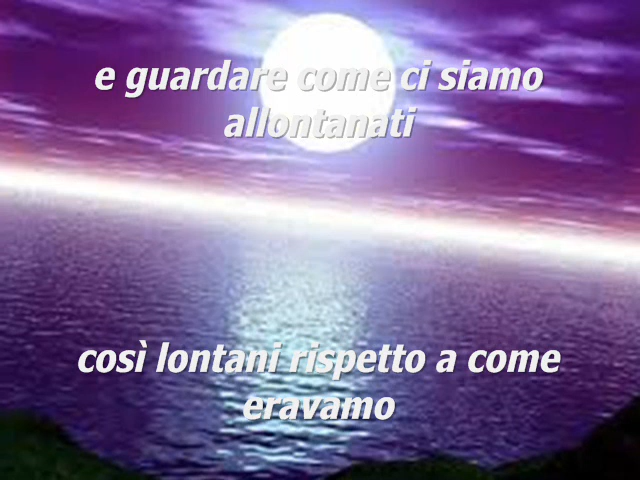 e guardare come ci siamo
allontanati
così lontani rispetto a come
eravamo